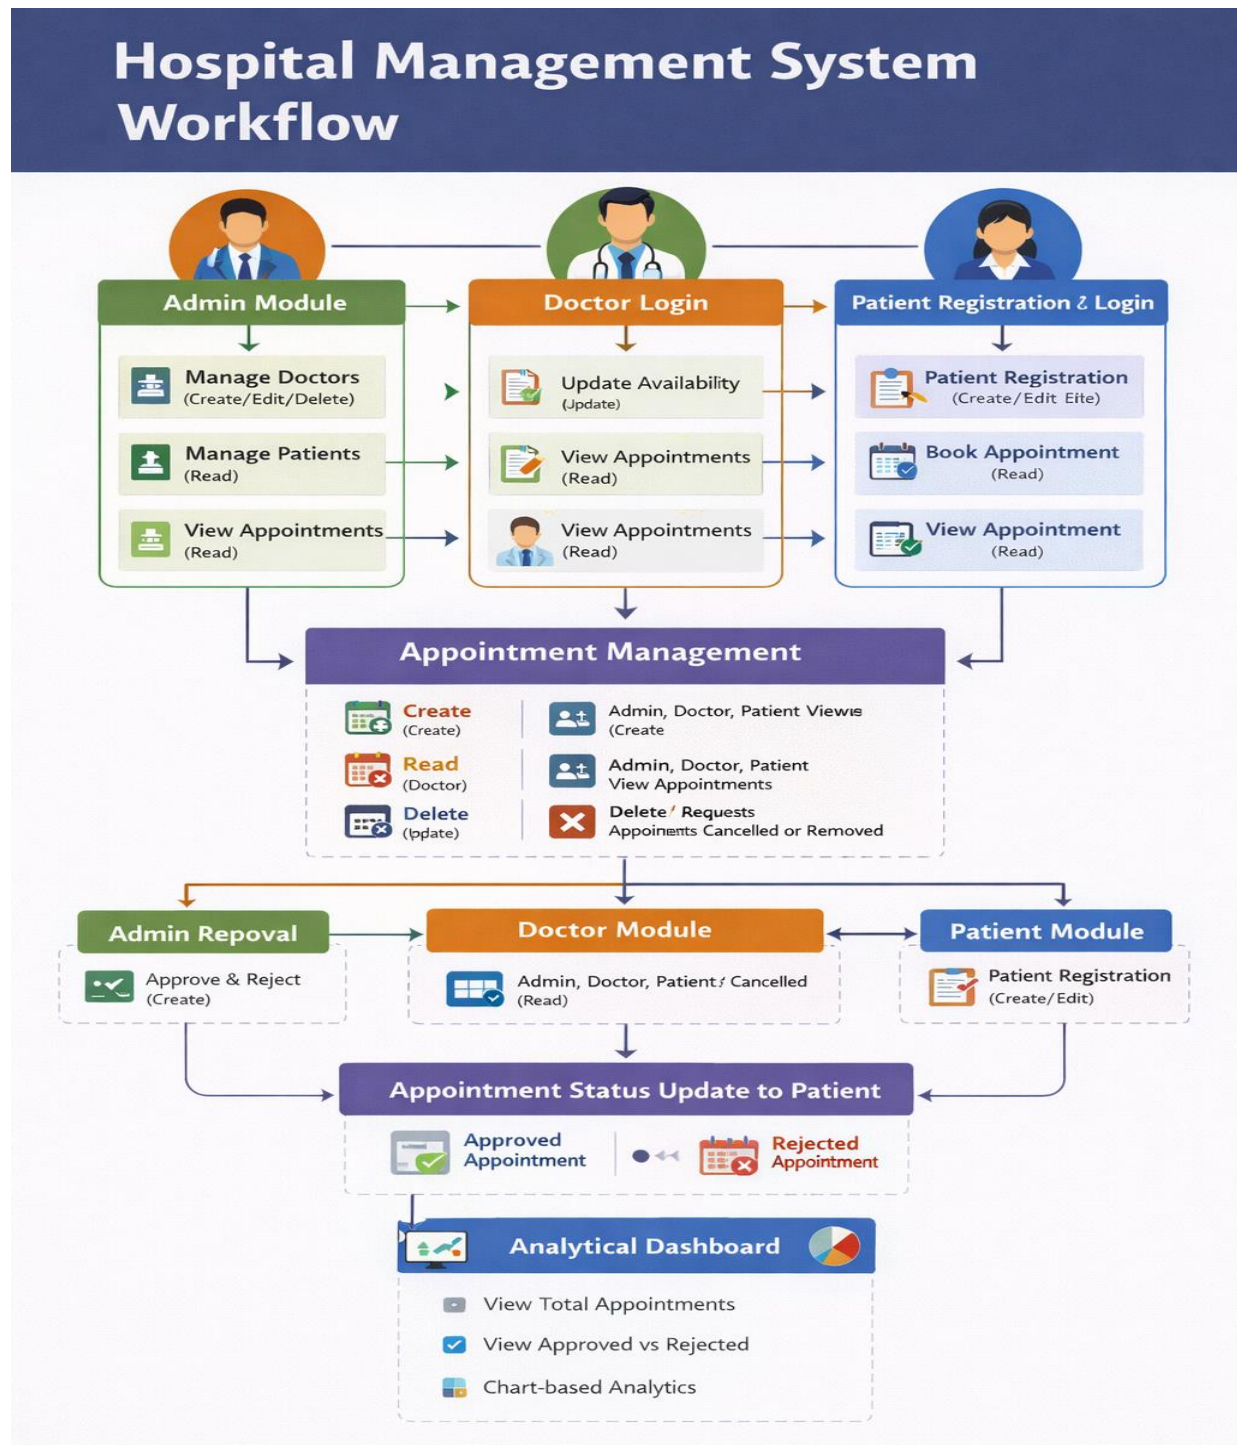 Hospital Management System
Workflow
Admin Module
Manage Doctors
(Create/Edit/Delete)
Manage Patients
(Read)
View Appointments
(Read)
Doctor Login
Update Availability
(Update)
View Appointments
(Read)
View Appointments
(Read)
Patient Registration & Login
Patient Registration
(Create/Edit Eite)
Book Appointment
(Read)
View Appointment
(Read)
Appointment Management
Create
(Create)
Admin, Doctor, Patient Views
(Create
Read
(Doctor)
Admin, Doctor, Patient
View Appointments
Delete
(Update)
Delete/ Requests
Appoinents Cancelled or Removed
Admin Repoval
Approve & Reject
(Create)
Doctor Module
Admin, Doctor, Patient/ Cancelled
(Read)
Patient Module
Patient Registration
(Create/Edit)
Appointment Status Update to Patient
Approved
Appointment
Rejected
Appointment
Analytical Dashboard
View Total Appointments
View Approved vs Rejected
Chart-based Analytics